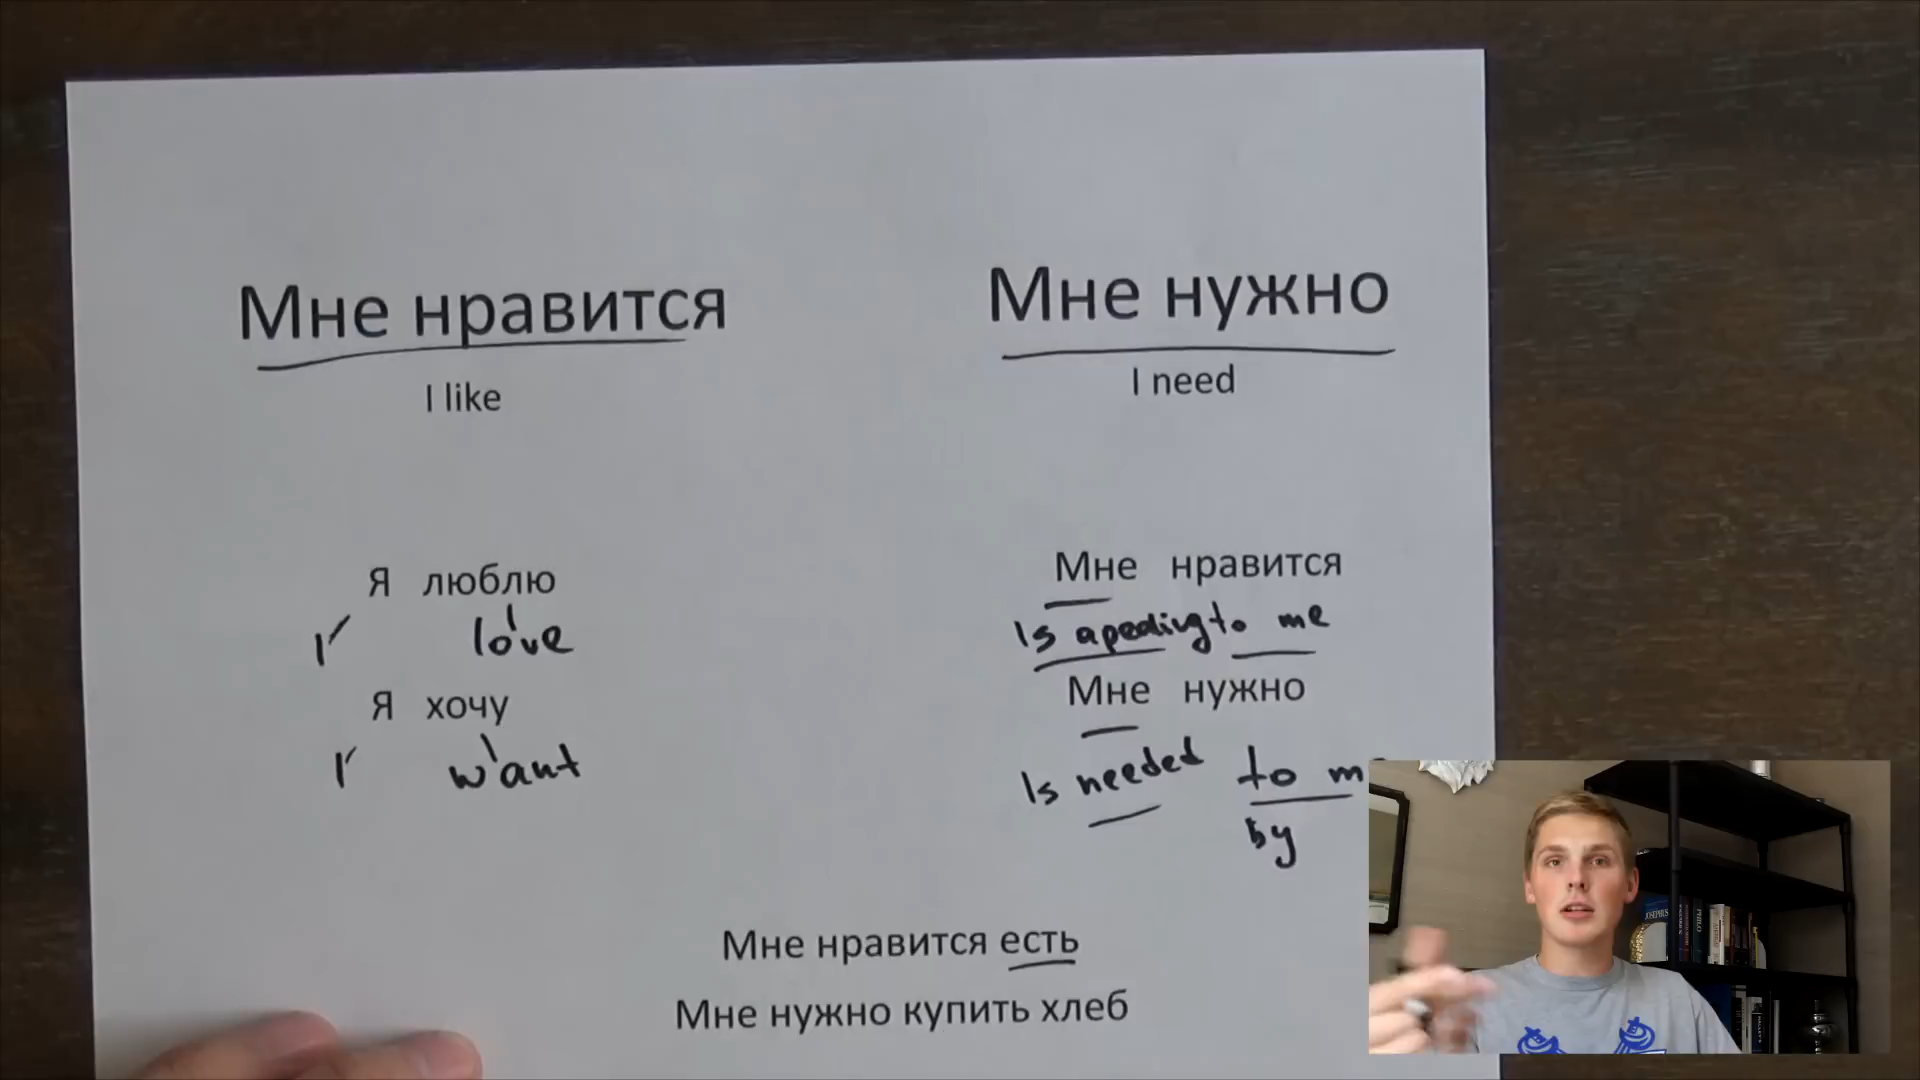 Мне нравится
I like
Мне нужно
I need
Я люблю
I love
Я хочу
I want
Мне нравится
Is apealing to me
Мне нужно
Is needed to
by
Мне нравится есть
Мне нужно купить хлеб
JOSEPHUS